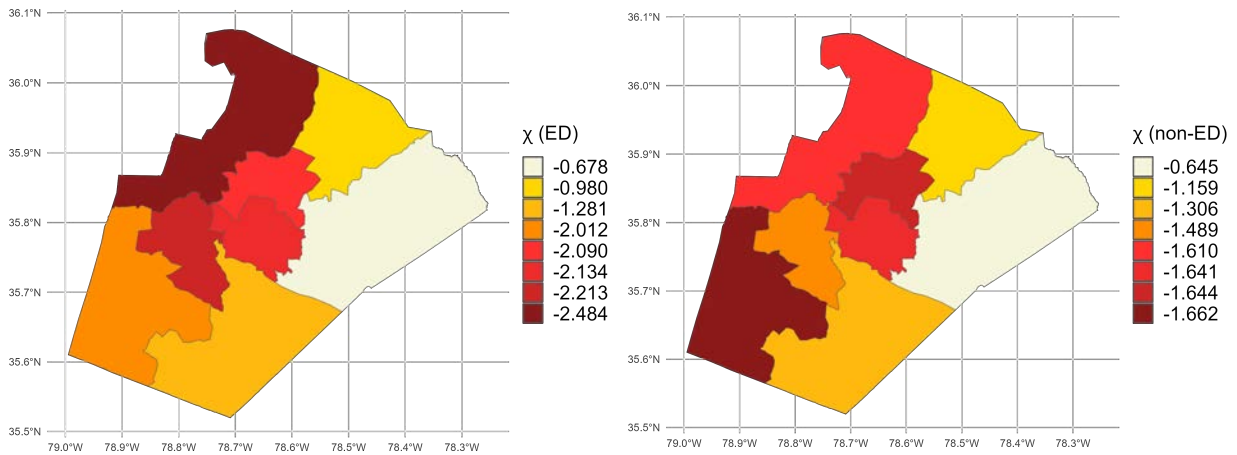 36.1°N
36.0°N
35.9°N
35.8°N
35.7°N
35.6°N
35.5°N
79.0°W 78.9°W 78.8°W 78.7°W 78.6°W 78.5°W 78.4°W 78.3°W
χ (ED)
-0.678
-0.980
-1.281
-2.012
-2.090
-2.134
-2.213
-2.484
36.1°N
36.0°N
35.9°N
35.8°N
35.7°N
35.6°N
35.5°N
79.0°W 78.9°W 78.8°W 78.7°W 78.6°W 78.5°W 78.4°W 78.3°W
χ (non-ED)
-0.645
-1.159
-1.306
-1.489
-1.610
-1.641
-1.644
-1.662